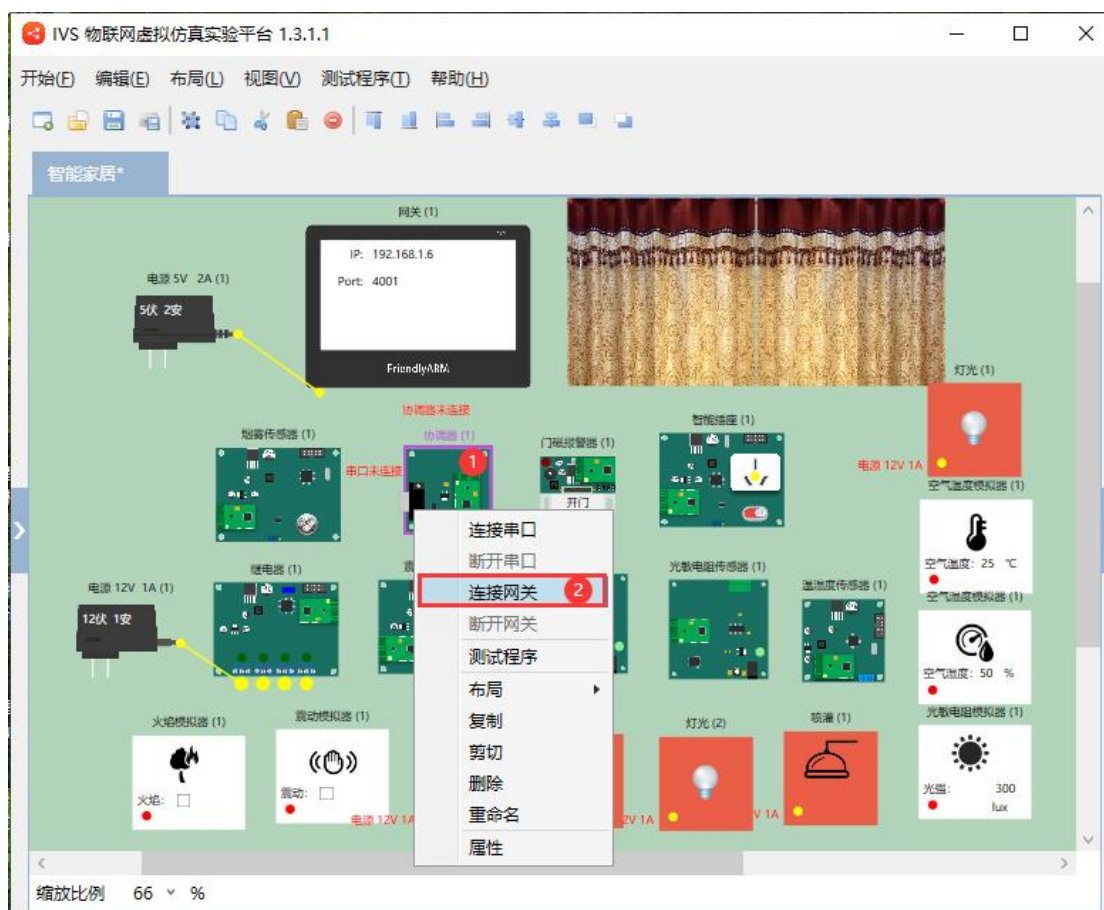 IVS 物联网虚拟仿真实验平台 1.3.1.1
开始(F) 编辑(E) 布局(L) 视图(V) 测试程序(T) 帮助(H)
智能家居*
网关 (1)
IP: 192.168.1.6
Port: 4001
FriendlyARM
电源 5V 2A (1)
5伏 2安
灯光 (1)
协调器未连接
烟雾传感器 (1)
协调器 (1)
1
串口未连接
门磁报警器 (1)
开门
智能插座 (1)
电源 12V 1A
空气温度模拟器 (1)
空气温度: 25 ℃
连接串口
断开串口
连接网关 2
断开网关
测试程序
布局
复制
剪切
删除
重命名
属性
继电器 (1)
震
光敏电阻传感器 (1)
温湿度传感器 (1)
空气湿度模拟器 (1)
空气湿度: 50 %
电源 12V 1A (1)
12伏 1安
火焰模拟器 (1)
火焰:
震动模拟器 (1)
震动:
电源 12V 1A
灯光 (2)
2V 1A
喷灌 (1)
V 1A
光敏电阻模拟器 (1)
光强: 300
lux
缩放比例 66 %